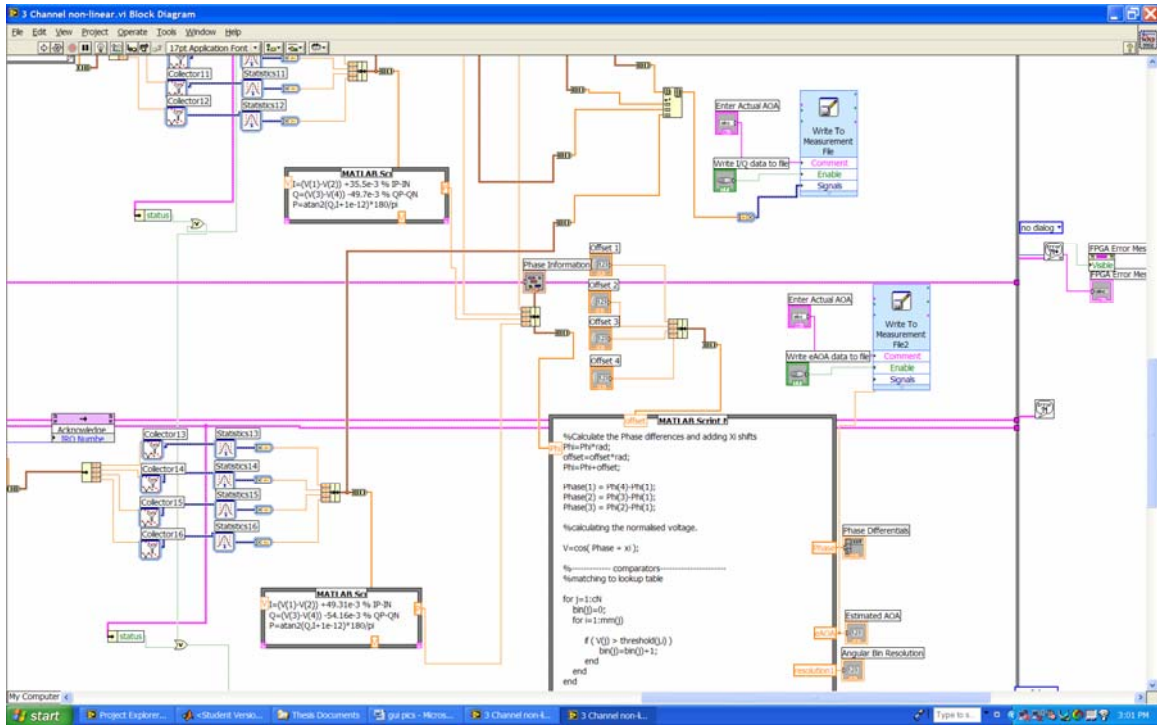 3 Channel non-linear.vi Block Diagram
File Edit View Project Operate Tools Window Help
17pt Application Font
Collector11
Statistics11
Collector12
Statistics12
MATLAB Sci
I=(V(1)-V(2)) +35.5e-3 % IP-IN
Q=(V(3)-V(4)) -49.7e-3 % QP-QN
P=atan2(Q,I+1e-12)*180/pi
status
Enter Actual AOA
Write To
Measurement
File
Comment
Enable
Signals
Write I/Q data to file
no dialog
FPGA Error Mes
Visible
FPGA Error Mes
Phase Information
Offset 1
Offset 2
Offset 3
Offset 4
Enter Actual AOA
Write To
Measurement
File2
Comment
Enable
Signals
Write eAOA data to file
Acknowledge
IRQ Numbe
Collector13
Statistics13
Collector14
Statistics14
Collector15
Statistics15
Collector16
Statistics16
MATLAB Sci
I=(V(1)-V(2)) +49.31e-3 % IP-IN
Q=(V(3)-V(4)) -54.16e-3 % QP-QN
P=atan2(Q,I+1e-12)*180/pi
status
offset
MATLAB Script
Phi
%Calculate the Phase differences and adding Xi shifts
Phi=Phi*rad;
offset=offset*rad;
Phi=Phi+offset;
Phase(1) = Phi(4)-Phi(1);
Phase(2) = Phi(3)-Phi(1);
Phase(3) = Phi(2)-Phi(1);
%calculating the normalised voltage.
V=cos( Phase + xi );
%------------- comparators--------------------
%matching to lookup table
for j=1:cN
bin(j)=0;
for i=1:mm(j)
if ( V(j) > threshold(j,i) )
bin(j)=bin(j)+1;
end
end
end
Phase
Phase Differentials
eAOA
Estimated AOA
resolution1
Angular Bin Resolution
My Computer
start
Project Explorer...
<Student Versio...
Thesis Documents
gui pics - Micros...
3 Channel non-l...
3 Channel non-l...
Type to s...
3:01 PM